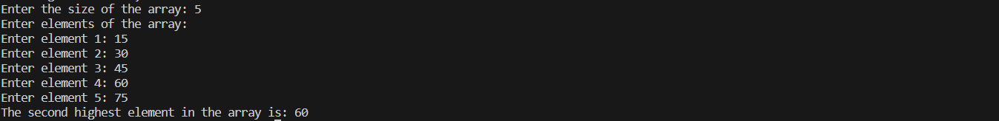 Enter the size of the array: 5
Enter elements of the array:
Enter element 1: 15
Enter element 2: 30
Enter element 3: 45
Enter element 4: 60
Enter element 5: 75
The second highest element in the array is: 60